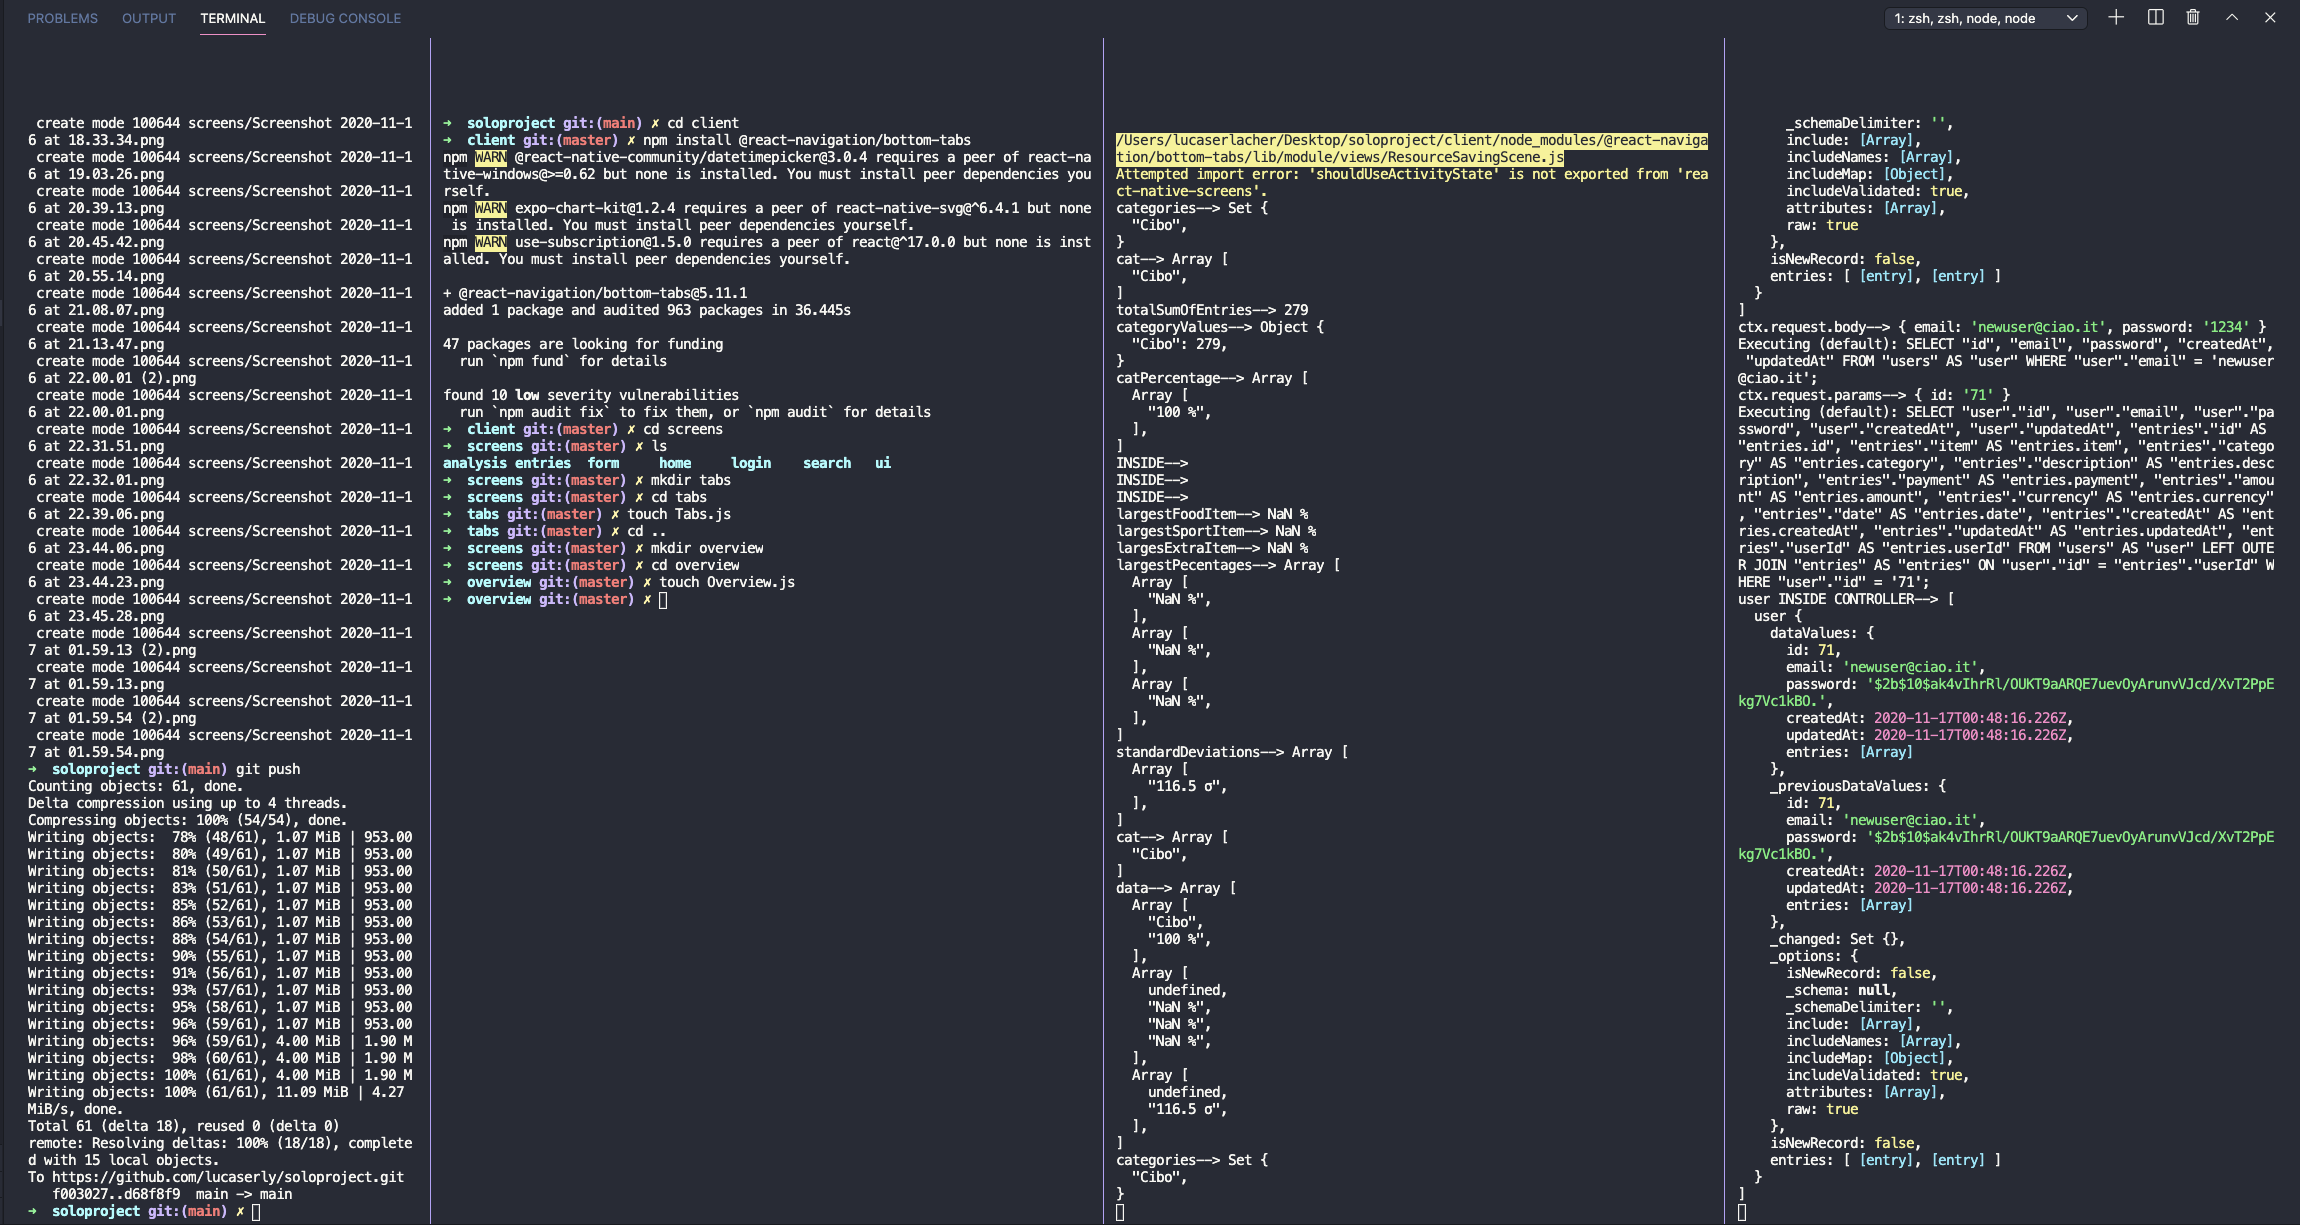 PROBLEMS OUTPUT TERMINAL DEBUG CONSOLE
1: zsh, zsh, node, node
create mode 100644 screens/Screenshot 2020-11-1
6 at 18.33.34.png
create mode 100644 screens/Screenshot 2020-11-1
6 at 19.03.26.png
create mode 100644 screens/Screenshot 2020-11-1
6 at 20.39.13.png
create mode 100644 screens/Screenshot 2020-11-1
6 at 20.45.42.png
create mode 100644 screens/Screenshot 2020-11-1
6 at 20.55.14.png
create mode 100644 screens/Screenshot 2020-11-1
6 at 21.08.07.png
create mode 100644 screens/Screenshot 2020-11-1
6 at 21.13.47.png
create mode 100644 screens/Screenshot 2020-11-1
6 at 22.00.01 (2).png
create mode 100644 screens/Screenshot 2020-11-1
6 at 22.00.01.png
create mode 100644 screens/Screenshot 2020-11-1
6 at 22.31.51.png
create mode 100644 screens/Screenshot 2020-11-1
6 at 22.32.01.png
create mode 100644 screens/Screenshot 2020-11-1
6 at 22.39.06.png
create mode 100644 screens/Screenshot 2020-11-1
6 at 23.44.06.png
create mode 100644 screens/Screenshot 2020-11-1
6 at 23.44.23.png
create mode 100644 screens/Screenshot 2020-11-1
6 at 23.45.28.png
create mode 100644 screens/Screenshot 2020-11-1
7 at 01.59.13 (2).png
create mode 100644 screens/Screenshot 2020-11-1
7 at 01.59.13.png
create mode 100644 screens/Screenshot 2020-11-1
7 at 01.59.54 (2).png
create mode 100644 screens/Screenshot 2020-11-1
7 at 01.59.54.png
➜ soloproject git:(main) git push
Counting objects: 61, done.
Delta compression using up to 4 threads.
Compressing objects: 100% (54/54), done.
Writing objects:  78% (48/61), 1.07 MiB | 953.00
Writing objects:  80% (49/61), 1.07 MiB | 953.00
Writing objects:  81% (50/61), 1.07 MiB | 953.00
Writing objects:  83% (51/61), 1.07 MiB | 953.00
Writing objects:  85% (52/61), 1.07 MiB | 953.00
Writing objects:  86% (53/61), 1.07 MiB | 953.00
Writing objects:  88% (54/61), 1.07 MiB | 953.00
Writing objects:  90% (55/61), 1.07 MiB | 953.00
Writing objects:  91% (56/61), 1.07 MiB | 953.00
Writing objects:  93% (57/61), 1.07 MiB | 953.00
Writing objects:  95% (58/61), 1.07 MiB | 953.00
Writing objects:  96% (59/61), 1.07 MiB | 953.00
Writing objects:  96% (59/61), 4.00 MiB | 1.90 M
Writing objects:  98% (60/61), 4.00 MiB | 1.90 M
Writing objects: 100% (61/61), 4.00 MiB | 1.90 M
Writing objects: 100% (61/61), 11.09 MiB | 4.27
MiB/s, done.
Total 61 (delta 18), reused 0 (delta 0)
remote: Resolving deltas: 100% (18/18), complete
d with 15 local objects.
To https://github.com/lucaserly/soloproject.git
f003027..d68f8f9  main -> main
➜ soloproject git:(main) ✗
➜ soloproject git:(main) ✗ cd client
➜ client git:(master) ✗ npm install @react-navigation/bottom-tabs
npm WARN @react-native-community/datetimepicker@3.0.4 requires a peer of react-na
tive-windows@>=0.62 but none is installed. You must install peer dependencies you
rself.
npm WARN expo-chart-kit@1.2.4 requires a peer of react-native-svg@^6.4.1 but none
is installed. You must install peer dependencies yourself.
npm WARN use-subscription@1.5.0 requires a peer of react@^17.0.0 but none is inst
alled. You must install peer dependencies yourself.
+ @react-navigation/bottom-tabs@5.11.1
added 1 package and audited 963 packages in 36.445s
47 packages are looking for funding
run `npm fund` for details
found 10 low severity vulnerabilities
run `npm audit fix` to fix them, or `npm audit` for details
➜ client git:(master) ✗ cd screens
➜ screens git:(master) ✗ ls
analysis entries form home login search ui
➜ screens git:(master) ✗ mkdir tabs
➜ screens git:(master) ✗ cd tabs
➜ tabs git:(master) ✗ touch Tabs.js
➜ tabs git:(master) ✗ cd ..
➜ screens git:(master) ✗ mkdir overview
➜ screens git:(master) ✗ cd overview
➜ overview git:(master) ✗ touch Overview.js
➜ overview git:(master) ✗
/Users/lucaserlacher/Desktop/soloproject/client/node_modules/@react-naviga
tion/bottom-tabs/lib/module/views/ResourceSavingScene.js
Attempted import error: 'shouldUseActivityState' is not exported from 'rea
ct-native-screens'.
categories--> Set {
"Cibo",
}
cat--> Array [
"Cibo",
]
totalSumOfEntries--> 279
categoryValues--> Object {
"Cibo": 279,
}
catPercentage--> Array [
Array [
"100 %",
],
]
INSIDE-->
INSIDE-->
INSIDE-->
largestFoodItem--> NaN %
largestSportItem--> NaN %
largesExtraItem--> NaN %
largestPecentages--> Array [
Array [
"NaN %",
],
Array [
"NaN %",
],
Array [
"NaN %",
],
]
standardDeviations--> Array [
Array [
"116.5 σ",
],
]
cat--> Array [
"Cibo",
]
data--> Array [
Array [
"Cibo",
"100 %",
],
Array [
undefined,
"NaN %",
"NaN %",
"NaN %",
],
Array [
undefined,
"116.5 σ",
],
]
categories--> Set {
"Cibo",
}
_schemaDelimiter: '',
include: [Array],
includeNames: [Array],
includeMap: [Object],
includeValidated: true,
attributes: [Array],
raw: true
},
isNewRecord: false,
entries: [ [entry], [entry] ]
}
]
ctx.request.body--> { email: 'newuser@ciao.it', password: '1234' }
Executing (default): SELECT "id", "email", "password", "createdAt",
"updatedAt" FROM "users" AS "user" WHERE "user"."email" = 'newuser
@ciao.it';
ctx.request.params--> { id: '71' }
Executing (default): SELECT "user"."id", "user"."email", "user"."pa
ssword", "user"."createdAt", "user"."updatedAt", "entries"."id" AS
"entries.id", "entries"."item" AS "entries.item", "entries"."catego
ry" AS "entries.category", "entries"."description" AS "entries.desc
ription", "entries"."payment" AS "entries.payment", "entries"."amou
nt" AS "entries.amount", "entries"."currency" AS "entries.currency"
, "entries"."date" AS "entries.date", "entries"."createdAt" AS "ent
ries.createdAt", "entries"."updatedAt" AS "entries.updatedAt", "ent
ries"."userId" AS "entries.userId" FROM "users" AS "user" LEFT OUTE
R JOIN "entries" AS "entries" ON "user"."id" = "entries"."userId" W
HERE "user"."id" = '71';
user INSIDE CONTROLLER--> [
user {
dataValues: {
id: 71,
email: 'newuser@ciao.it',
password: '$2b$10$ak4vIhrRl/OUKT9aARQE7uevOyArunvVJcd/XvT2PpE
kg7Vc1kBO.',
createdAt: 2020-11-17T00:48:16.226Z,
updatedAt: 2020-11-17T00:48:16.226Z,
entries: [Array]
},
_previousDataValues: {
id: 71,
email: 'newuser@ciao.it',
password: '$2b$10$ak4vIhrRl/OUKT9aARQE7uevOyArunvVJcd/XvT2PpE
kg7Vc1kBO.',
createdAt: 2020-11-17T00:48:16.226Z,
updatedAt: 2020-11-17T00:48:16.226Z,
entries: [Array]
},
_changed: Set {},
_options: {
isNewRecord: false,
_schema: null,
_schemaDelimiter: '',
include: [Array],
includeNames: [Array],
includeMap: [Object],
includeValidated: true,
attributes: [Array],
raw: true
},
isNewRecord: false,
entries: [ [entry], [entry] ]
}
]